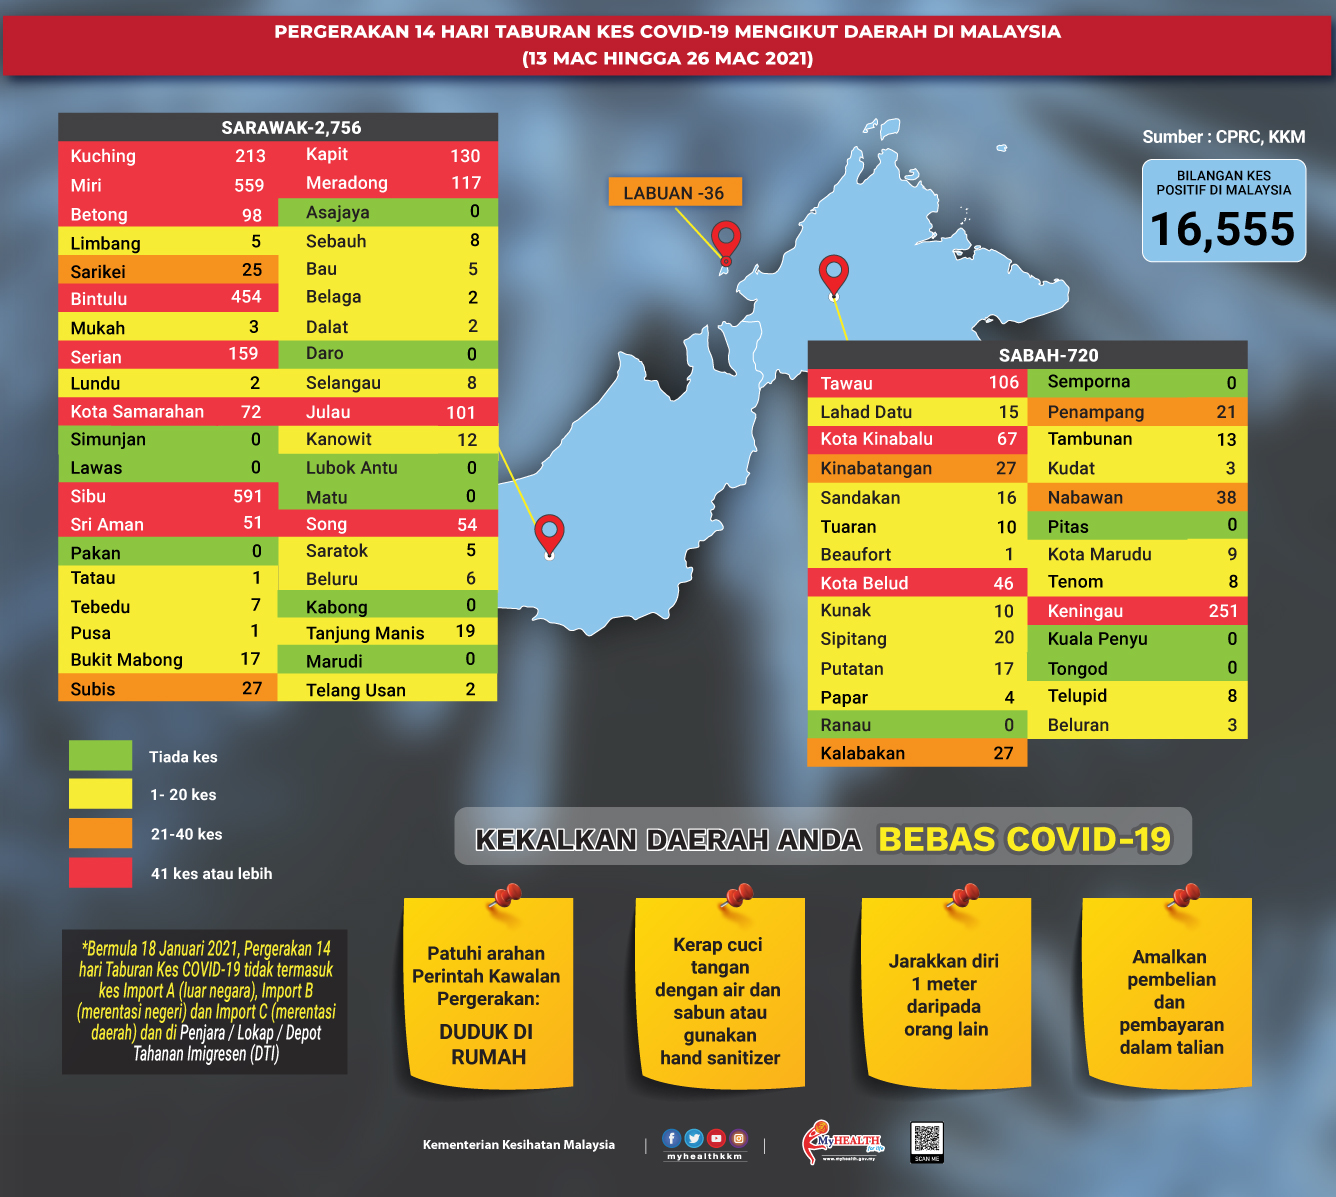 PERGERAKAN 14 HARI TABURAN KES COVID-19 MENGIKUT DAERAH DI MALAYSIA
(13 MAC HINGGA 26 MAC 2021)
SARAWAK-2,756
Kuching 213
Miri 559
Betong 98
Limbang 5
Sarikei 25
Bintulu 454
Mukah 3
Serian 159
Lundu 2
Kota Samarahan 72
Simunjan 0
Lawas 0
Sibu 591
Sri Aman 51
Pakan 0
Tatau 1
Tebedu 7
Pusa 1
Bukit Mabong 17
Subis 27
Kapit 130
Meradong 117
Asajaya 0
Sebauh 8
Bau 5
Belaga 2
Dalat 2
Daro 0
Selangau 8
Julau 101
Kanowit 12
Lubok Antu 0
Matu 0
Song 54
Saratok 5
Beluru 6
Kabong 0
Tanjung Manis 19
Marudi 0
Telang Usan 2
LABUAN -36
Sumber : CPRC, KKM
BILANGAN KES
POSITIF DI MALAYSIA
16,555
SABAH-720
Tawau 106
Lahad Datu 15
Kota Kinabalu 67
Kinabatangan 27
Sandakan 16
Tuaran 10
Beaufort 1
Kota Belud 46
Kunak 10
Sipitang 20
Putatan 17
Papar 4
Ranau 0
Kalabakan 27
Semporna 0
Penampang 21
Tambunan 13
Kudat 3
Nabawan 38
Pitas 0
Kota Marudu 9
Tenom 8
Keningau 251
Kuala Penyu 0
Tongod 0
Telupid 8
Beluran 3
Tiada kes
1- 20 kes
21-40 kes
41 kes atau lebih
*Bermula 18 Januari 2021, Pergerakan 14
hari Taburan Kes COVID-19 tidak termasuk
kes Import A (luar negara), Import B
(merentasi negeri) dan Import C (merentasi
daerah) dan di Penjara / Lokap / Depot
Tahanan Imigresen (DTI)
KEKALKAN DAERAH ANDA BEBAS COVID-19
Patuhi arahan
Perintah Kawalan
Pergerakan:
DUDUK DI
RUMAH
Kerap cuci
tangan
dengan air dan
sabun atau
gunakan
hand sanitizer
Jarakkan diri
1 meter
daripada
orang lain
Amalkan
pembelian
dan
pembayaran
dalam talian
Kementerian Kesihatan Malaysia
myhealthkkm
MyHEALTH
for life
www.myhealth.gov.my
SCAN ME